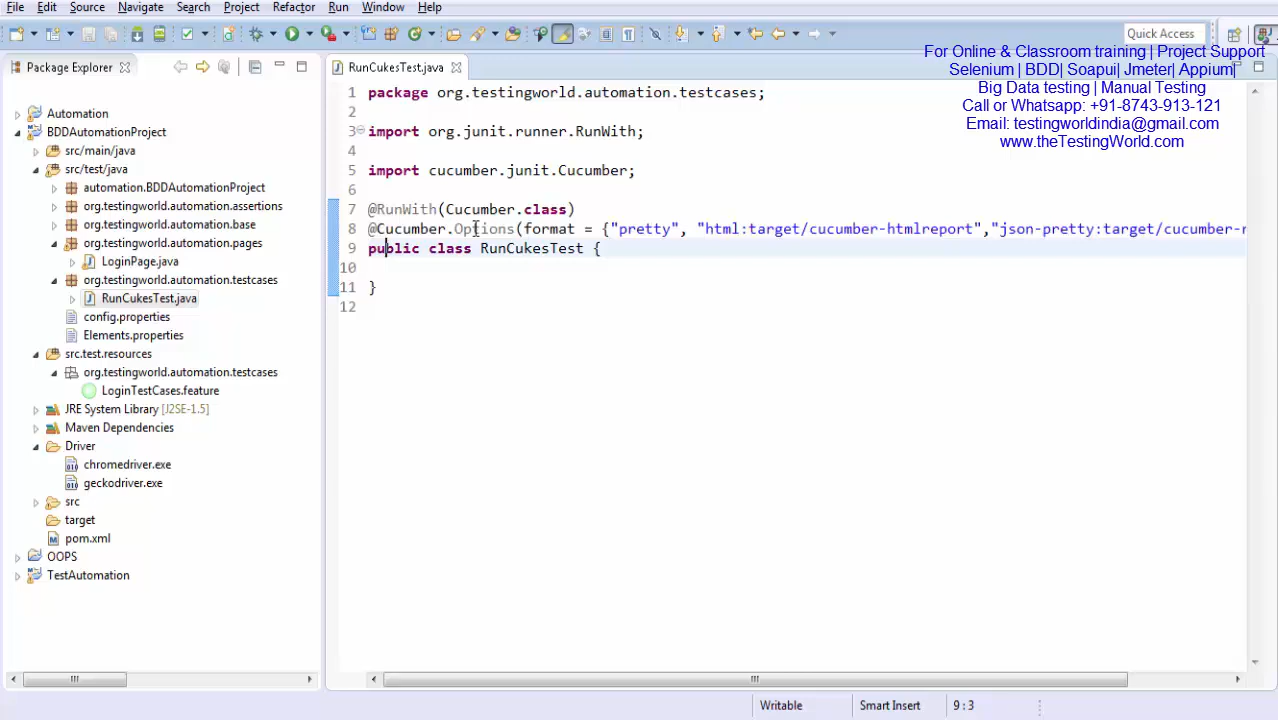 File Edit Source Navigate Search Project Refactor Run Window Help
Quick Access
For Online & Classroom training | Project Support
Selenium | BDD| Soapui| Jmeter| Appium|
Big Data testing | Manual Testing
Call or Whatsapp: +91-8743-913-121
Email: testingworldindia@gmail.com
www.theTestingWorld.com
Package Explorer
Automation
BDDAutomationProject
src/main/java
src/test/java
automation.BDDAutomationProject
org.testingworld.automation.assertions
org.testingworld.automation.base
org.testingworld.automation.pages
LoginPage.java
org.testingworld.automation.testcases
RunCukesTest.java
config.properties
Elements.properties
src.test.resources
org.testingworld.automation.testcases
LoginTestCases.feature
JRE System Library [J2SE-1.5]
Maven Dependencies
Driver
chromedriver.exe
geckodriver.exe
src
target
pom.xml
OOPS
TestAutomation
RunCukesTest.java
1 package org.testingworld.automation.testcases;
2
3 import org.junit.runner.RunWith;
4
5 import cucumber.junit.Cucumber;
6
7 @RunWith(Cucumber.class)
8 @Cucumber.Options(format = {"pretty", "html:target/cucumber-htmlreport","json-pretty:target/cucumber-r
9 public class RunCukesTest {
10
11 }
12
Writable Smart Insert 9 : 3